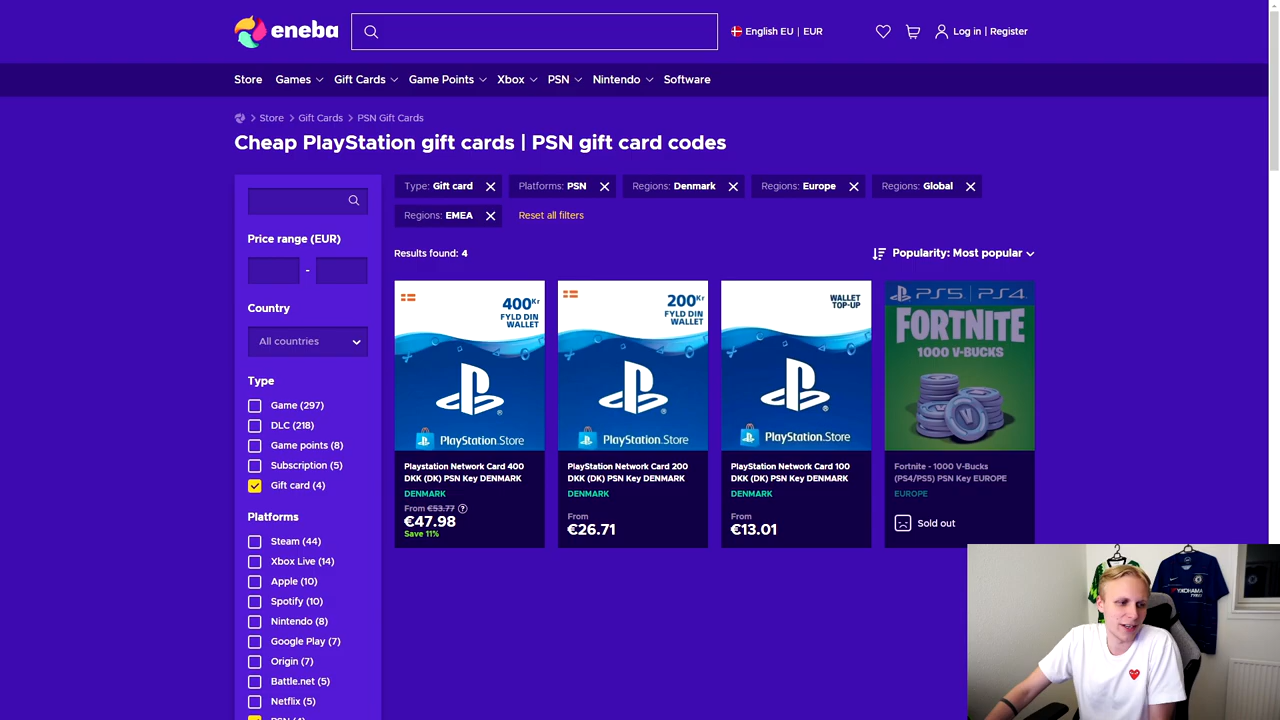 eneba
English EU | EUR
Log in | Register
Store
Games
Gift Cards
Game Points
Xbox
PSN
Nintendo
Software
Store
Gift Cards
PSN Gift Cards
Cheap PlayStation gift cards | PSN gift card codes
Type: Gift card
Platforms: PSN
Regions: Denmark
Regions: Europe
Regions: Global
Regions: EMEA
Reset all filters
Results found: 4
Popularity: Most popular
Price range (EUR)
-
Country
All countries
Type
Game (297)
DLC (218)
Game points (8)
Subscription (5)
Gift card (4)
Platforms
Steam (44)
Xbox Live (14)
Apple (10)
Spotify (10)
Nintendo (8)
Google Play (7)
Origin (7)
Battle.net (5)
Netflix (5)
PSN (4)
400Kr
FYLD DIN
WALLET
PlayStation.Store
Playstation Network Card 400
DKK (DK) PSN Key DENMARK
DENMARK
From €53.77
€47.98
Save 11%
200Kr
FYLD DIN
WALLET
PlayStation.Store
PlayStation Network Card 200
DKK (DK) PSN Key DENMARK
DENMARK
From
€26.71
WALLET
TOP-UP
PlayStation.Store
PlayStation Network Card 100
DKK (DK) PSN Key DENMARK
DENMARK
From
€13.01
PS5 PS4
FORTNITE
1000 V-BUCKS
Fortnite - 1000 V-Bucks
(PS4/PS5) PSN Key EUROPE
EUROPE
Sold out
YOKOHAMA
TYRES